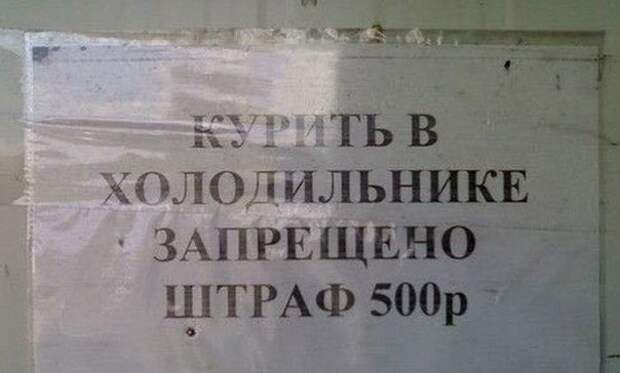 КУРИТЬ В
ХОЛОДИЛЬНИКЕ
ЗАПРЕЩЕНО
ШТРАФ 500р